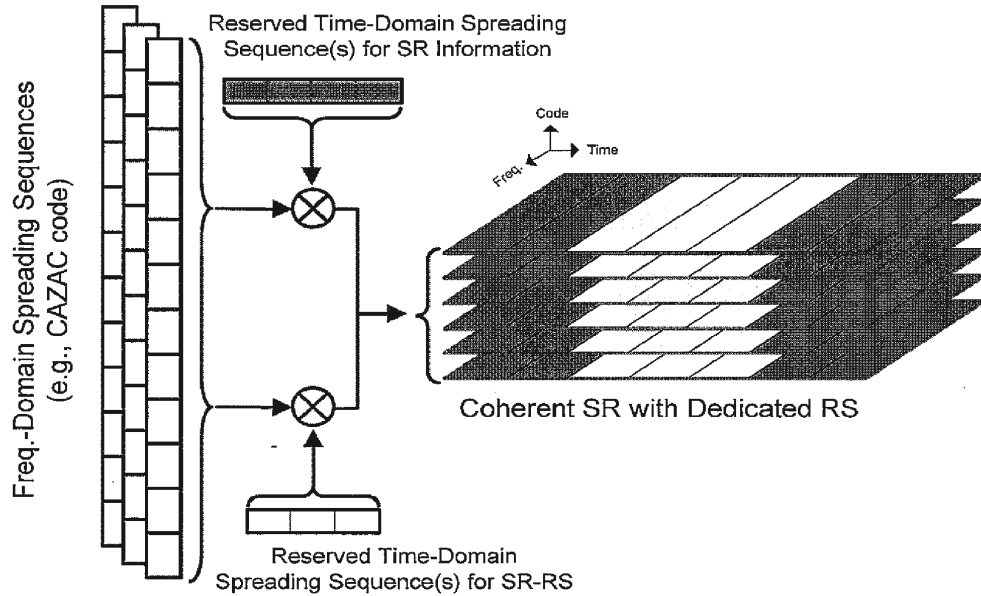 Reserved Time-Domain Spreading
Sequence(s) for SR Information
Freq.-Domain Spreading Sequences
(e.g., CAZAC code)
Code
Time
Freq.
Coherent SR with Dedicated RS
Reserved Time-Domain
Spreading Sequence(s) for SR-RS